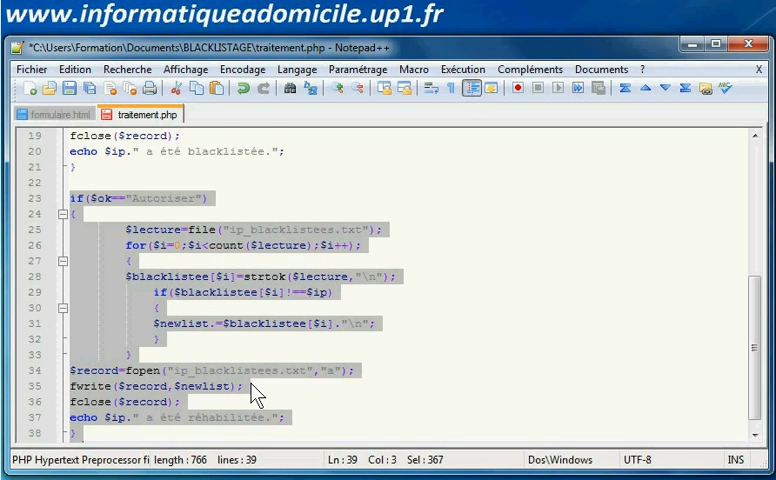 www.informatiqueadomicile.up1.fr
*C:\Users\Formation\Documents\BLACKLISTAGE\traitement.php - Notepad++
Fichier Edition Recherche Affichage Encodage Langage Paramétrage Macro Exécution Compléments Documents ? X
formulaire.html traitement.php
19 fclose($record);
20 echo $ip." a été blacklistée.";
21 }
22
23 if($ok=="Autoriser")
24 {
25 $lecture=file("ip_blacklistees.txt");
26 for($i=0;$i<count($lecture);$i++);
27 {
28 $blacklistee[$i]=strtok($lecture,"\n");
29 if($blacklistee[$i]!==$ip)
30 {
31 $newlist.=$blacklistee[$i]."\n";
32 }
33 }
34 $record=fopen("ip_blacklistees.txt","a");
35 fwrite($record,$newlist);
36 fclose($record);
37 echo $ip." a été réhabilitée.";
38 }
PHP Hypertext Preprocessor fi length : 766 lines : 39 Ln : 39 Col : 3 Sel : 367 Dos\Windows UTF-8 INS